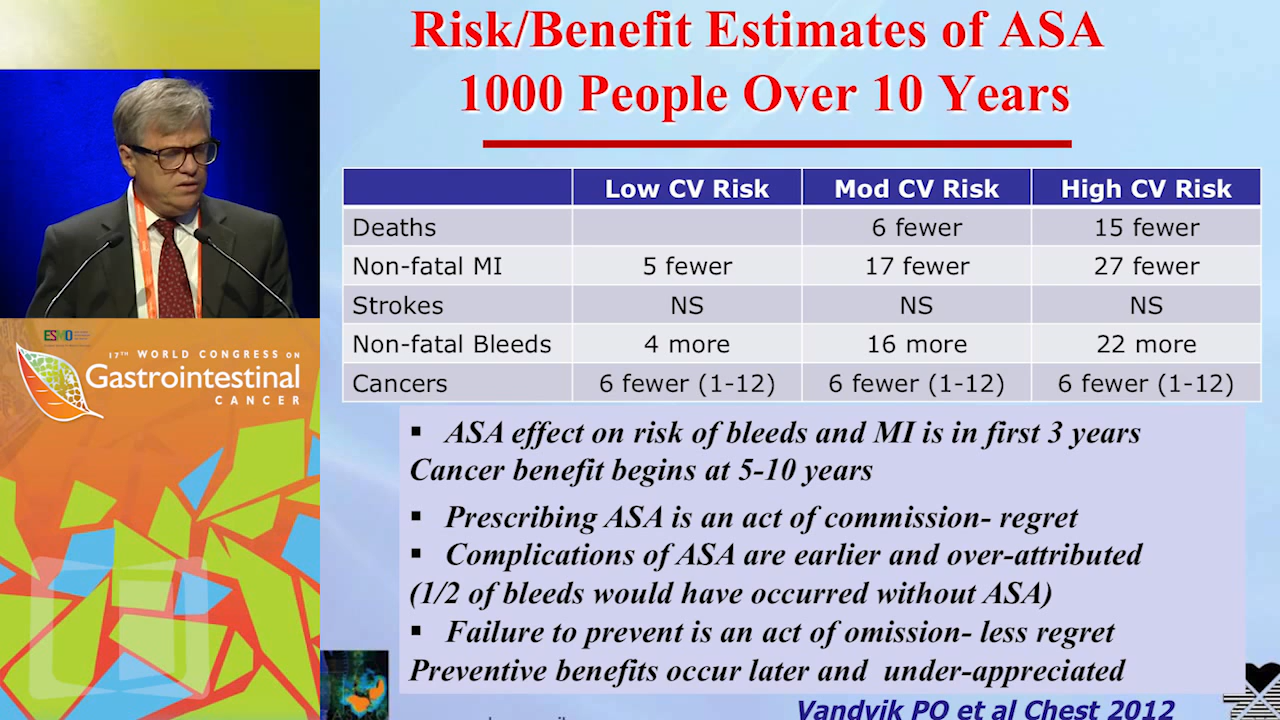 Risk/Benefit Estimates of ASA
1000 People Over 10 Years
Low CV Risk Mod CV Risk High CV Risk
Deaths 6 fewer 15 fewer
Non-fatal MI 5 fewer 17 fewer 27 fewer
Strokes NS NS NS
Non-fatal Bleeds 4 more 16 more 22 more
Cancers 6 fewer (1-12) 6 fewer (1-12) 6 fewer (1-12)
▪ ASA effect on risk of bleeds and MI is in first 3 years
Cancer benefit begins at 5-10 years
▪ Prescribing ASA is an act of commission- regret
▪ Complications of ASA are earlier and over-attributed
(1/2 of bleeds would have occurred without ASA)
▪ Failure to prevent is an act of omission- less regret
Preventive benefits occur later and under-appreciated
Vandvik PO et al Chest 2012
ESMO
17TH WORLD CONGRESS ON
Gastrointestinal
CANCER